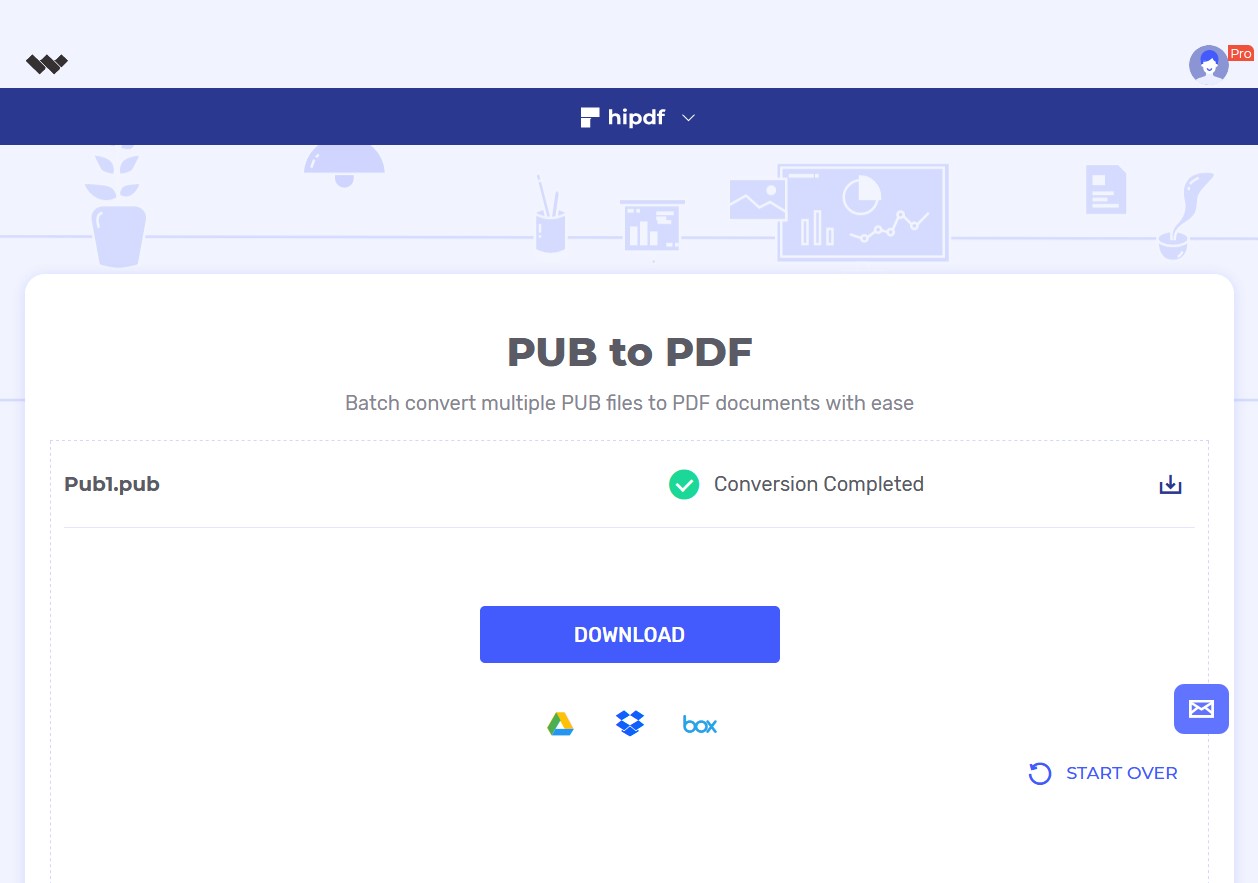 Pro
hipdf
PUB to PDF
Batch convert multiple PUB files to PDF documents with ease
Pub1.pub
Conversion Completed
DOWNLOAD
box
START OVER